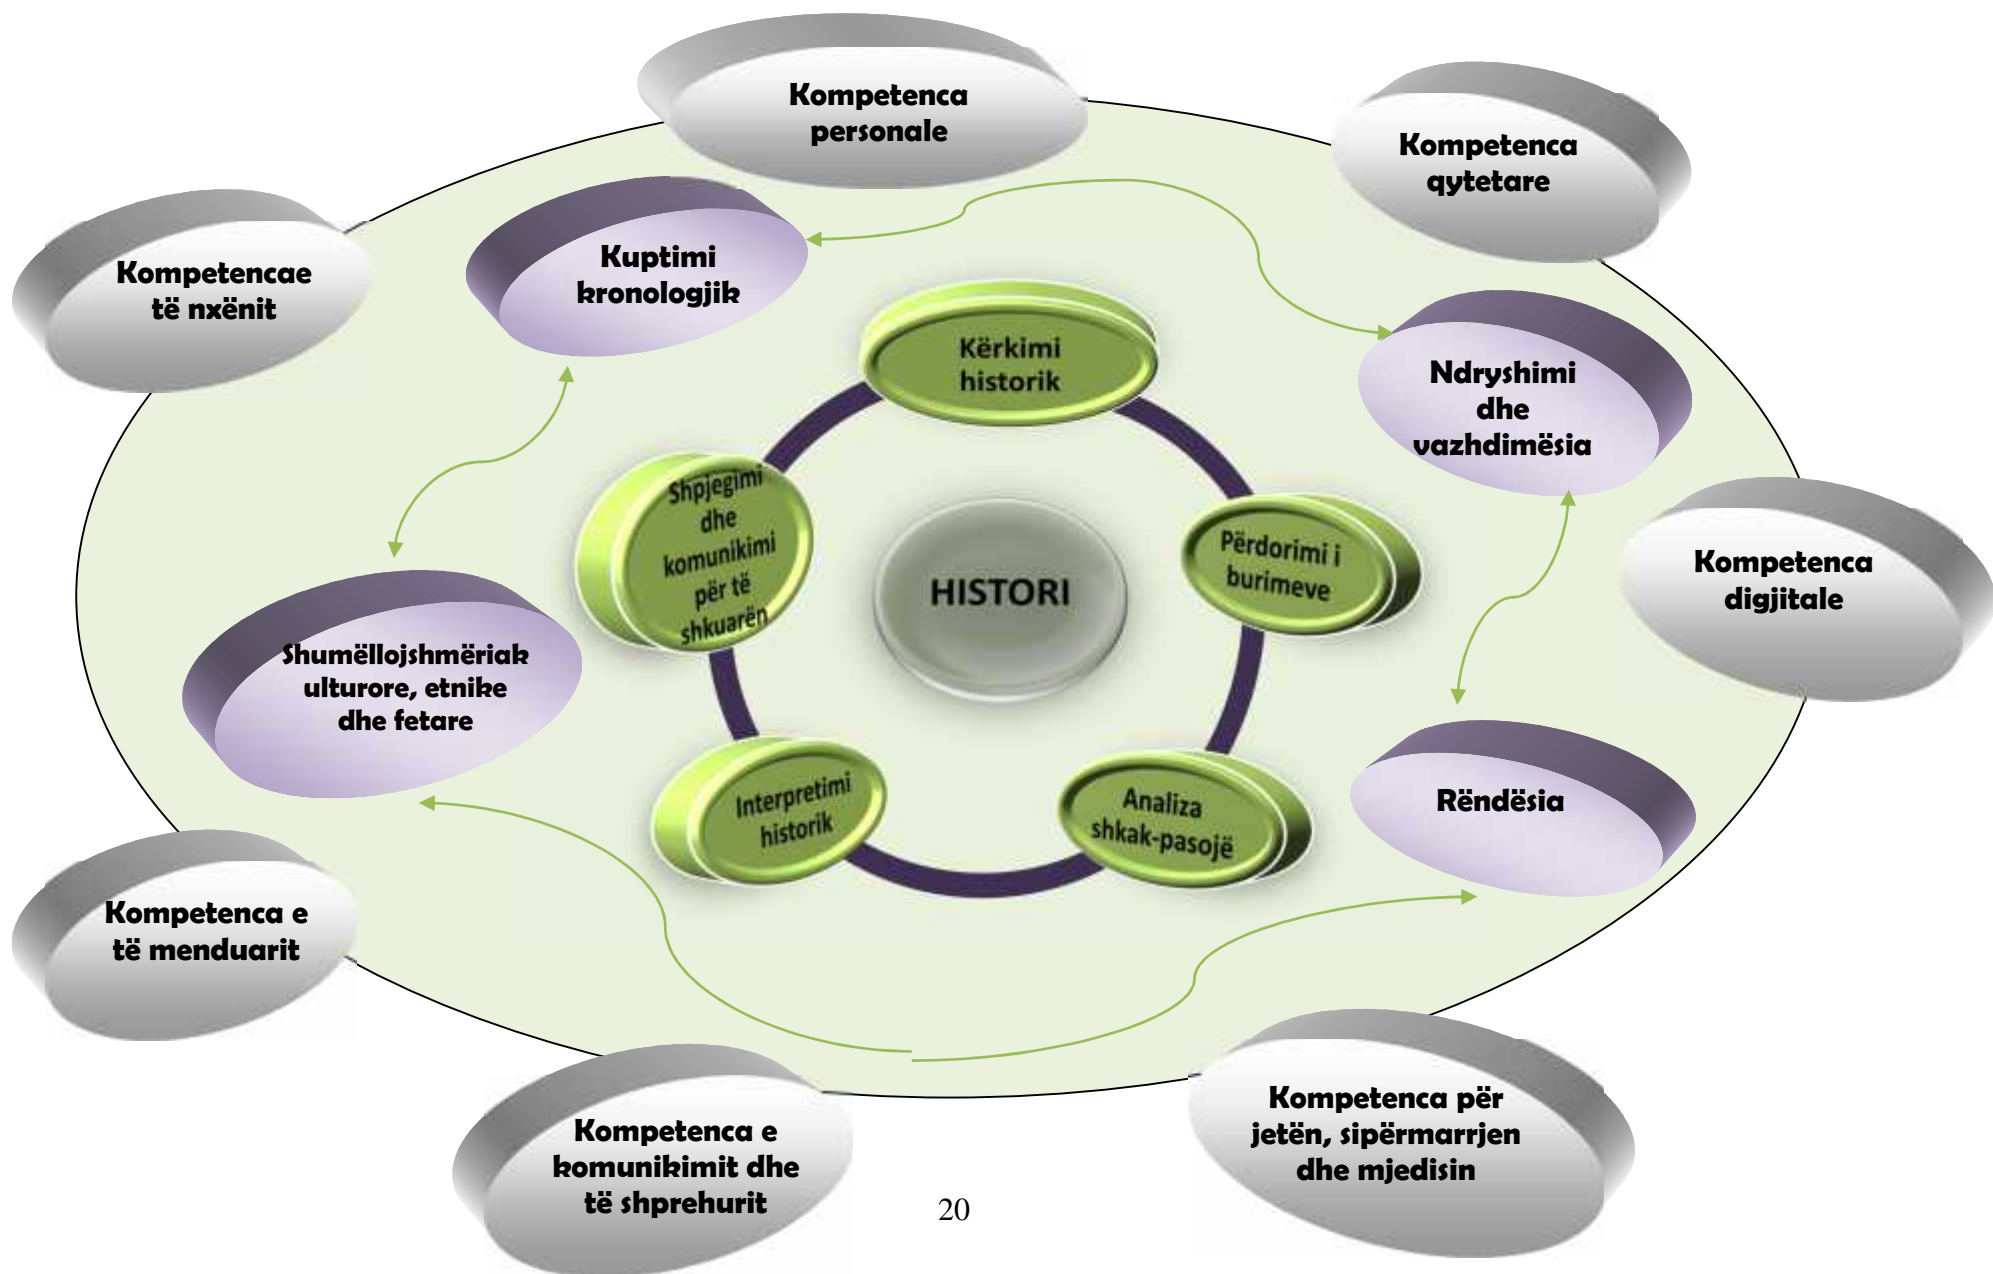 Kompetenca
personale
Kompetenca
qytetare
Kompetencae
të nxënit
Kuptimi
kronologjik
Kërkimi
historik
Ndryshimi
dhe
vazhdimësia
Shpjegimi
dhe
komunikimi
për të
shkuarën
HISTORI
Përdorimi i
burimeve
Kompetenca
digjitale
Shumëllojshmëriak
ulturore, etnike
dhe fetare
Interpretimi
historik
Analiza
shkak-pasojë
Rëndësia
Kompetenca e
të menduarit
Kompetenca e
komunikimit dhe
të shprehurit
Kompetenca për
jetën, sipërmarrjen
dhe mjedisin
20